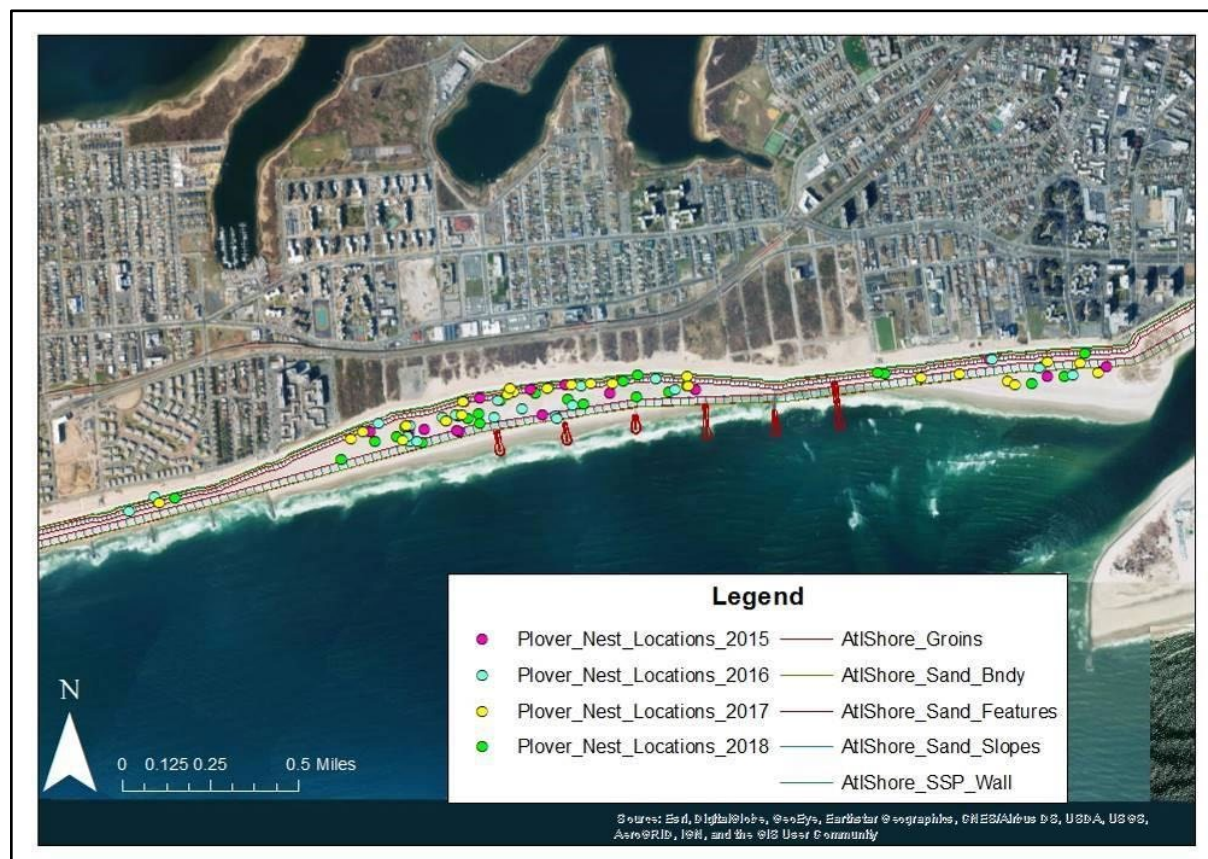 Legend
Plover_Nest_Locations_2015
AtlShore_Groins
Plover_Nest_Locations_2016
AtlShore_Sand_Bndy
Plover_Nest_Locations_2017
AtlShore_Sand_Features
Plover_Nest_Locations_2018
AtlShore_Sand_Slopes
AtlShore_SSP_Wall
N
0 0.125 0.25 0.5 Miles
Source: Esri, DigitalGlobe, GeoEye, Earthstar Geographics, CNES/Airbus DS, USDA, USGS,
AeroGRID, IGN, and the GIS User Community